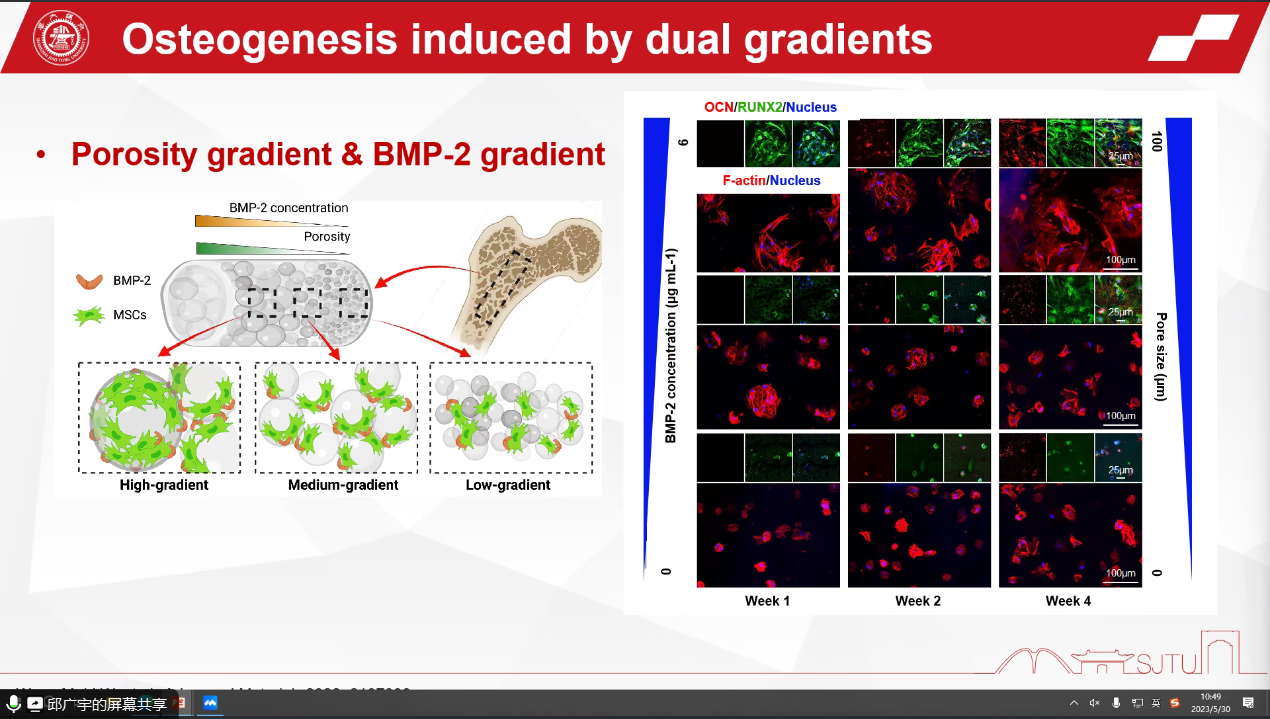 Osteogenesis induced by dual gradients
• Porosity gradient & BMP-2 gradient
BMP-2 concentration
Porosity
BMP-2
MSCs
High-gradient
Medium-gradient
Low-gradient
OCN/RUNX2/Nucleus
F-actin/Nucleus
6
BMP-2 concentration (μg mL-1)
0
100
Pore size (μm)
0
25μm
100μm
25μm
100μm
25μm
100μm
Week 1
Week 2
Week 4
SJTU
邱广宇的屏幕共享
英
10:49
2023/5/30